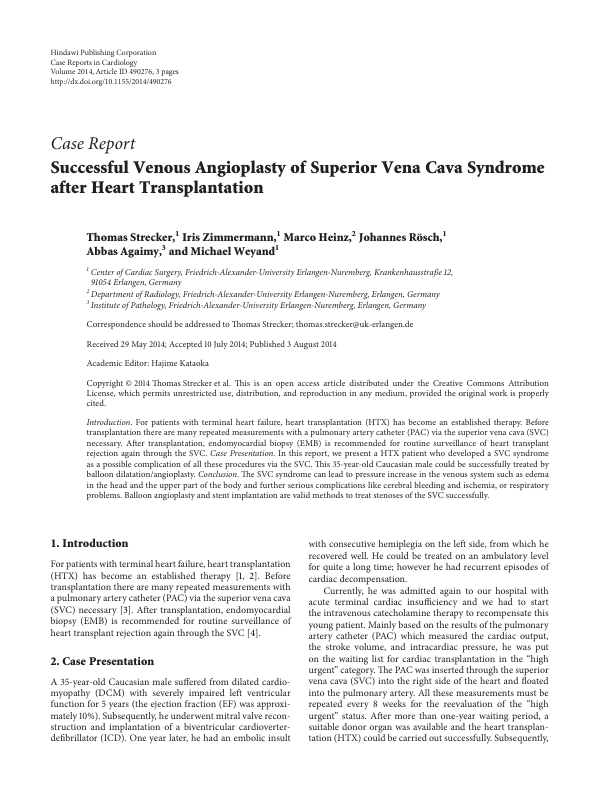 Hindawi Publishing Corporation
Case Reports in Cardiology
Volume 2014, Article ID 490276, 3 pages
http://dx.doi.org/10.1155/2014/490276
Case Report
Successful Venous Angioplasty of Superior Vena Cava Syndrome
after Heart Transplantation
Thomas Strecker,1 Iris Zimmermann,1 Marco Heinz,2 Johannes Rösch,1
Abbas Agaimy,3 and Michael Weyand1
1 Center of Cardiac Surgery, Friedrich-Alexander-University Erlangen-Nuremberg, Krankenhausstraße 12,
91054 Erlangen, Germany
2 Department of Radiology, Friedrich-Alexander-University Erlangen-Nuremberg, Erlangen, Germany
3 Institute of Pathology, Friedrich-Alexander-University Erlangen-Nuremberg, Erlangen, Germany
Correspondence should be addressed to Thomas Strecker; thomas.strecker@uk-erlangen.de
Received 29 May 2014; Accepted 10 July 2014; Published 3 August 2014
Academic Editor: Hajime Kataoka
Copyright © 2014 Thomas Strecker et al. This is an open access article distributed under the Creative Commons Attribution
License, which permits unrestricted use, distribution, and reproduction in any medium, provided the original work is properly
cited.
Introduction. For patients with terminal heart failure, heart transplantation (HTX) has become an established therapy. Before
transplantation there are many repeated measurements with a pulmonary artery catheter (PAC) via the superior vena cava (SVC)
necessary. After transplantation, endomyocardial biopsy (EMB) is recommended for routine surveillance of heart transplant
rejection again through the SVC. Case Presentation. In this report, we present a HTX patient who developed a SVC syndrome
as a possible complication of all these procedures via the SVC. This 35-year-old Caucasian male could be successfully treated by
balloon dilatation/angioplasty. Conclusion. The SVC syndrome can lead to pressure increase in the venous system such as edema
in the head and the upper part of the body and further serious complications like cerebral bleeding and ischemia, or respiratory
problems. Balloon angioplasty and stent implantation are valid methods to treat stenoses of the SVC successfully.
1. Introduction
For patients with terminal heart failure, heart transplantation
(HTX) has become an established therapy [1, 2]. Before
transplantation there are many repeated measurements with
a pulmonary artery catheter (PAC) via the superior vena cava
(SVC) necessary [3]. After transplantation, endomyocardial
biopsy (EMB) is recommended for routine surveillance of
heart transplant rejection again through the SVC [4].
2. Case Presentation
A 35-year-old Caucasian male suffered from dilated cardio-
myopathy (DCM) with severely impaired left ventricular
function for 5 years (the ejection fraction (EF) was approxi-
mately 10%). Subsequently, he underwent mitral valve recon-
struction and implantation of a biventricular cardioverter-
defibrillator (ICD). One year later, he had an embolic insult
with consecutive hemiplegia on the left side, from which he
recovered well. He could be treated on an ambulatory level
for quite a long time; however he had recurrent episodes of
cardiac decompensation.
Currently, he was admitted again to our hospital with
acute terminal cardiac insufficiency and we had to start
the intravenous catecholamine therapy to recompensate this
young patient. Mainly based on the results of the pulmonary
artery catheter (PAC) which measured the cardiac output,
the stroke volume, and intracardiac pressure, he was put
on the waiting list for cardiac transplantation in the “high
urgent” category. The PAC was inserted through the superior
vena cava (SVC) into the right side of the heart and floated
into the pulmonary artery. All these measurements must be
repeated every 8 weeks for the reevaluation of the “high
urgent” status. After more than one-year waiting period, a
suitable donor organ was available and the heart transplan-
tation (HTX) could be carried out successfully. Subsequently,